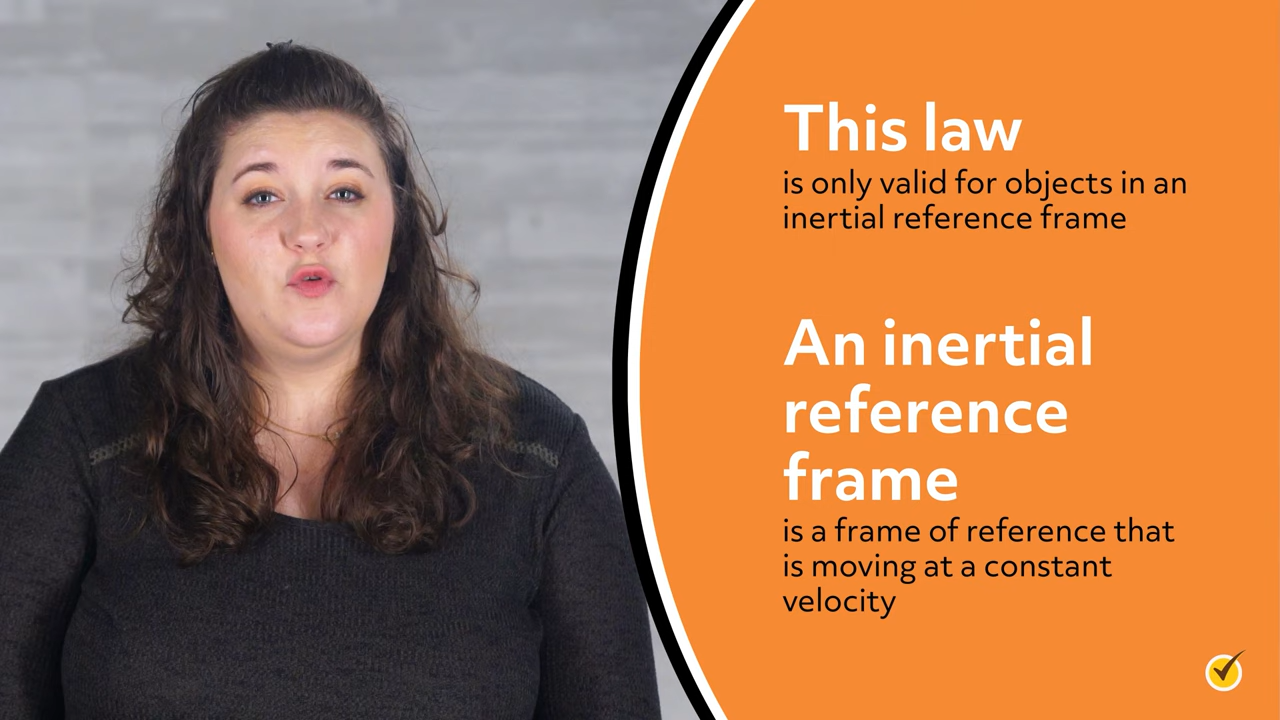 This law
is only valid for objects in an
inertial reference frame
An inertial
reference
frame
is a frame of reference that
is moving at a constant
velocity